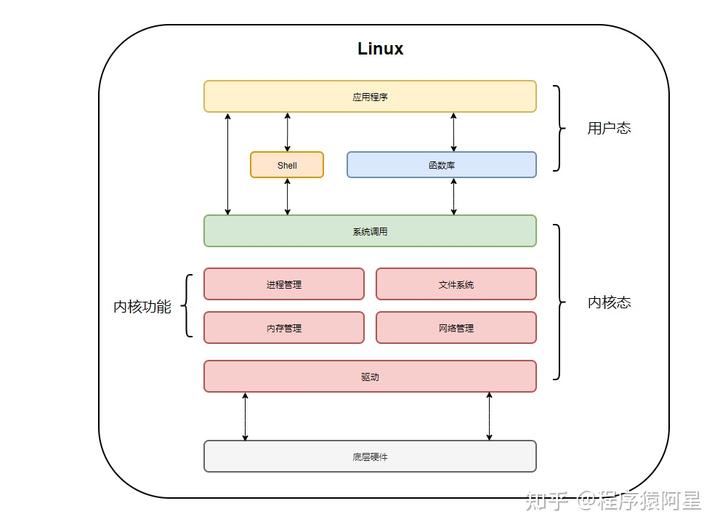 Linux
应用程序
用户态
Shell
函数库
系统调用
进程管理
文件系统
内核功能
内核态
内存管理
网络管理
驱动
底层硬件
知乎 @程序猿阿星